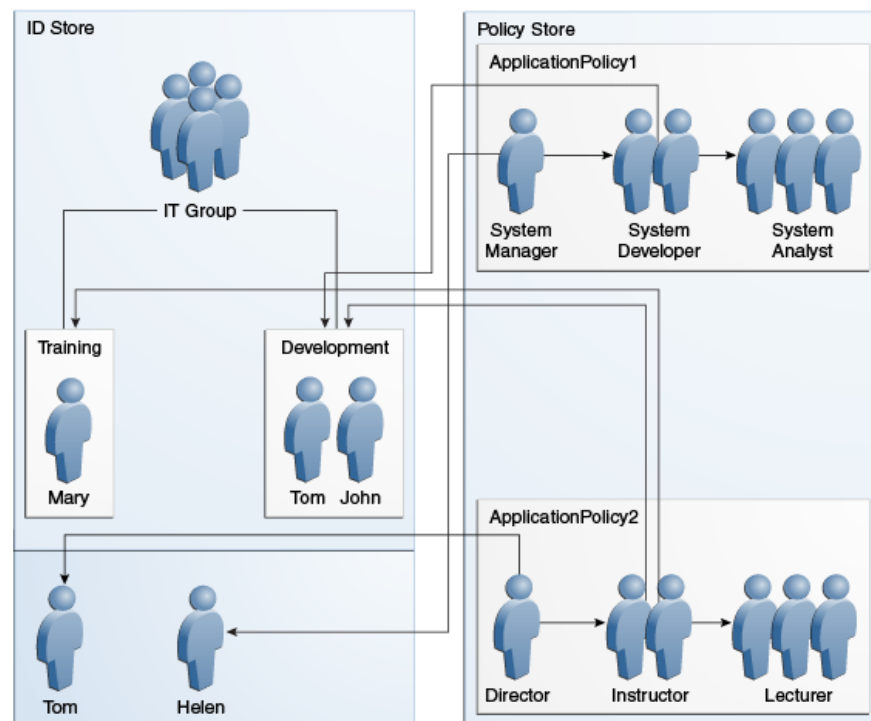 ID Store
IT Group
Training
Mary
Development
Tom John
Tom
Helen
Policy Store
ApplicationPolicy1
System
Manager
System
Developer
System
Analyst
ApplicationPolicy2
Director
Instructor
Lecturer